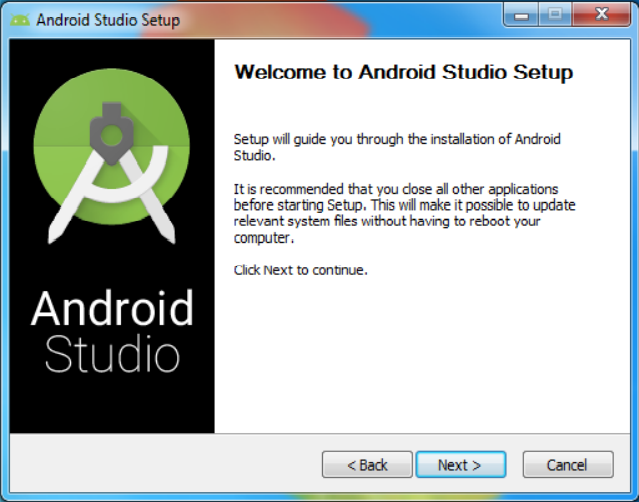 Android Studio Setup
Welcome to Android Studio Setup
Setup will guide you through the installation of Android
Studio.
It is recommended that you close all other applications
before starting Setup. This will make it possible to update
relevant system files without having to reboot your
computer.
Click Next to continue.
Android
Studio
< Back
Next >
Cancel